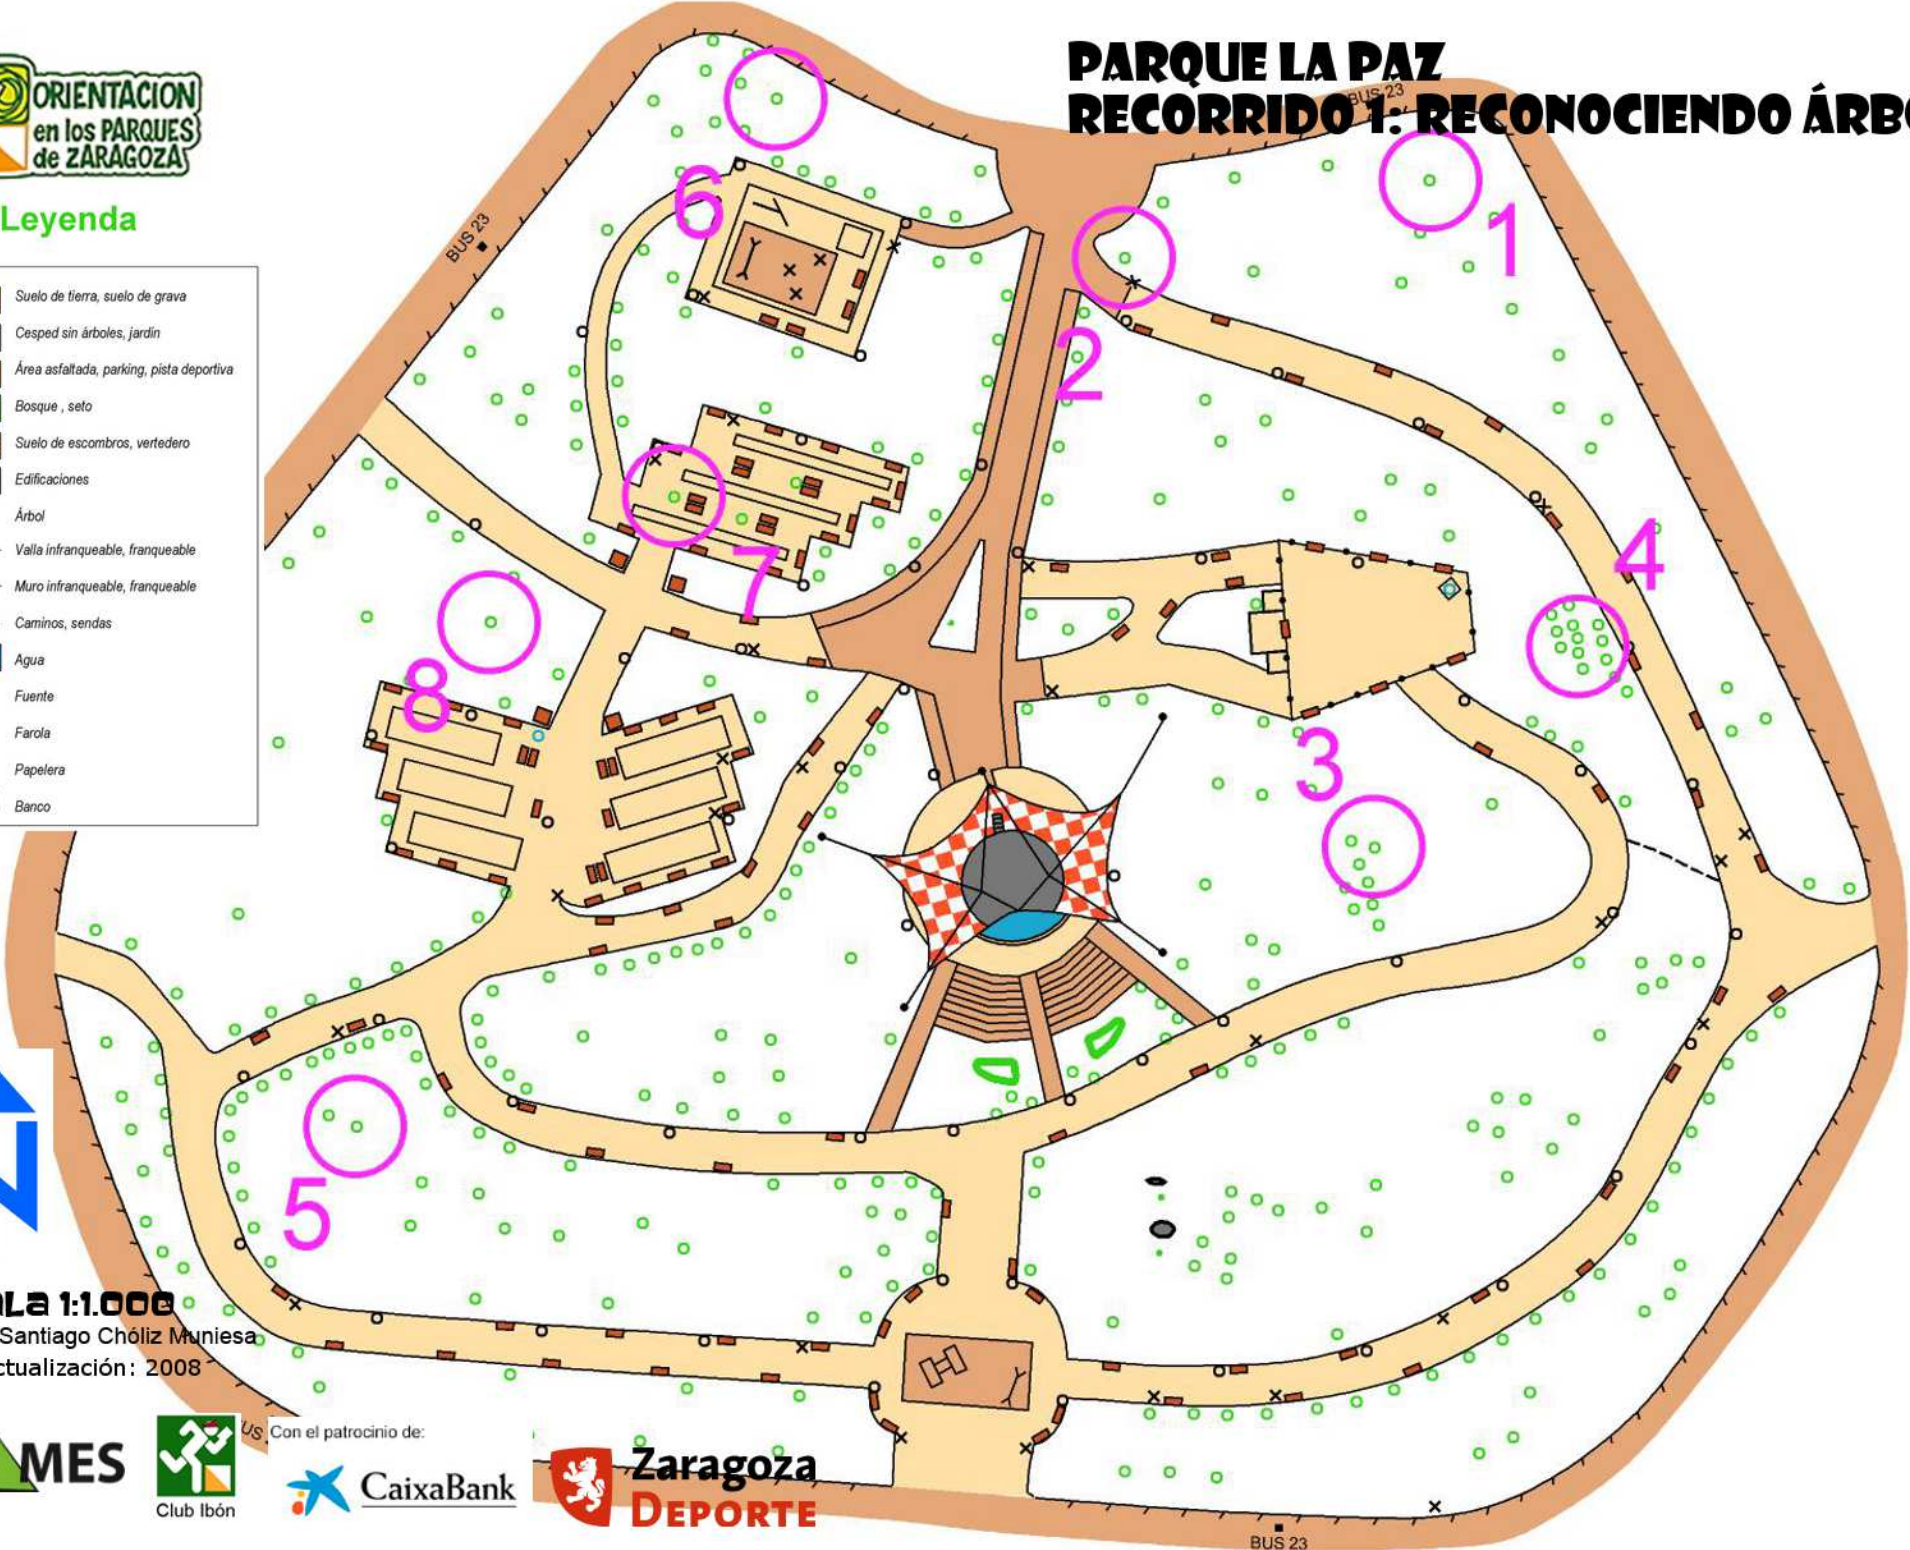 PARQUE LA PAZ
RECORRIDO 1: RECONOCIENDO
BUS 23
ORIENTACION
en los PARQUES
de ZARAGOZA
Leyenda
Suelo de tierra, suelo de grava
Cesped sin árboles, jardin
Área asfaltada, parking, pista deportiva
Bosque , seto
Suelo de escombros, vertedero
Edificaciones
Árbol
Valla infranqueable, franqueable
Muro infranqueable, franqueable
Caminos, sendas
Agua
Fuente
Farola
Papelera
Banco
BUS 23
6
1
2
4
7
8
3
5
1:1.000
Santiago Chóliz Muniesa
2008
MES
Club Ibón
Con el patrocinio de:
CaixaBank
Zaragoza
DEPORTE
BUS 23